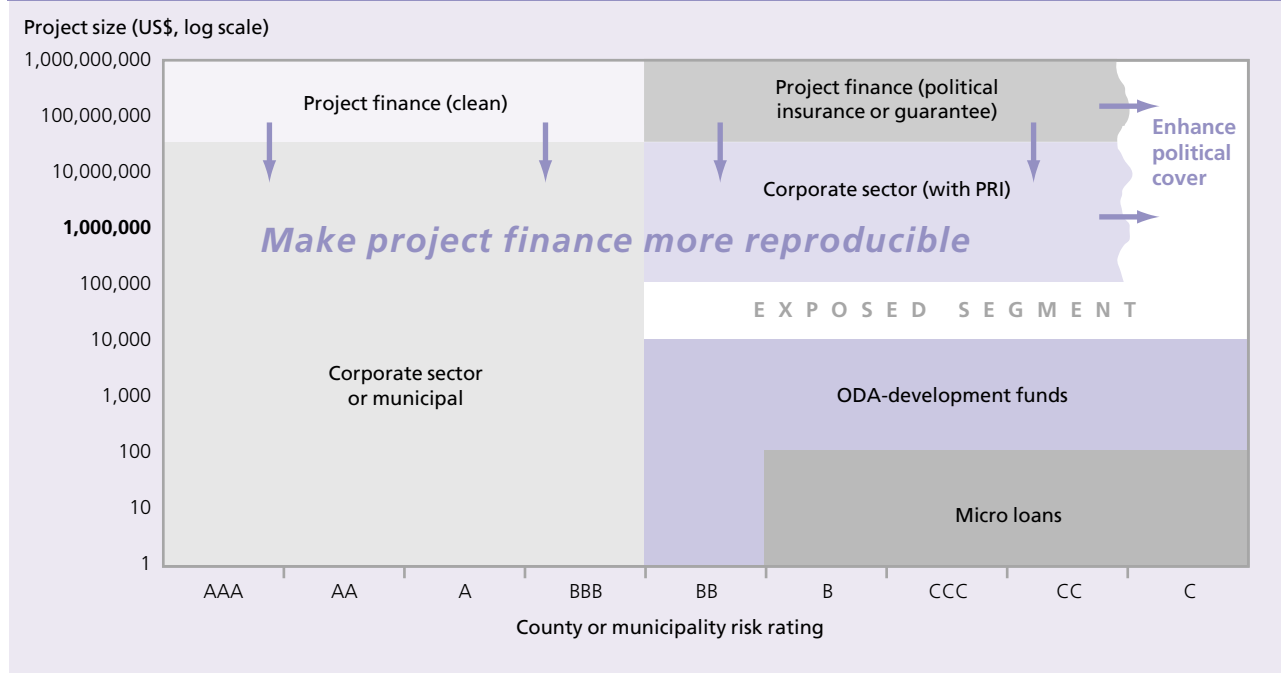 Project size (US$, log scale)
1,000,000,000
100,000,000
10,000,000
1,000,000
100,000
10,000
1,000
100
10
1
Project finance (clean)
Project finance (political
insurance or guarantee)
Enhance
political
cover
Corporate sector (with PRI)
Make project finance more reproducible
EXPOSED SEGMENT
Corporate sector
or municipal
ODA-development funds
Micro loans
AAA AA A BBB BB B CCC CC C
County or municipality risk rating